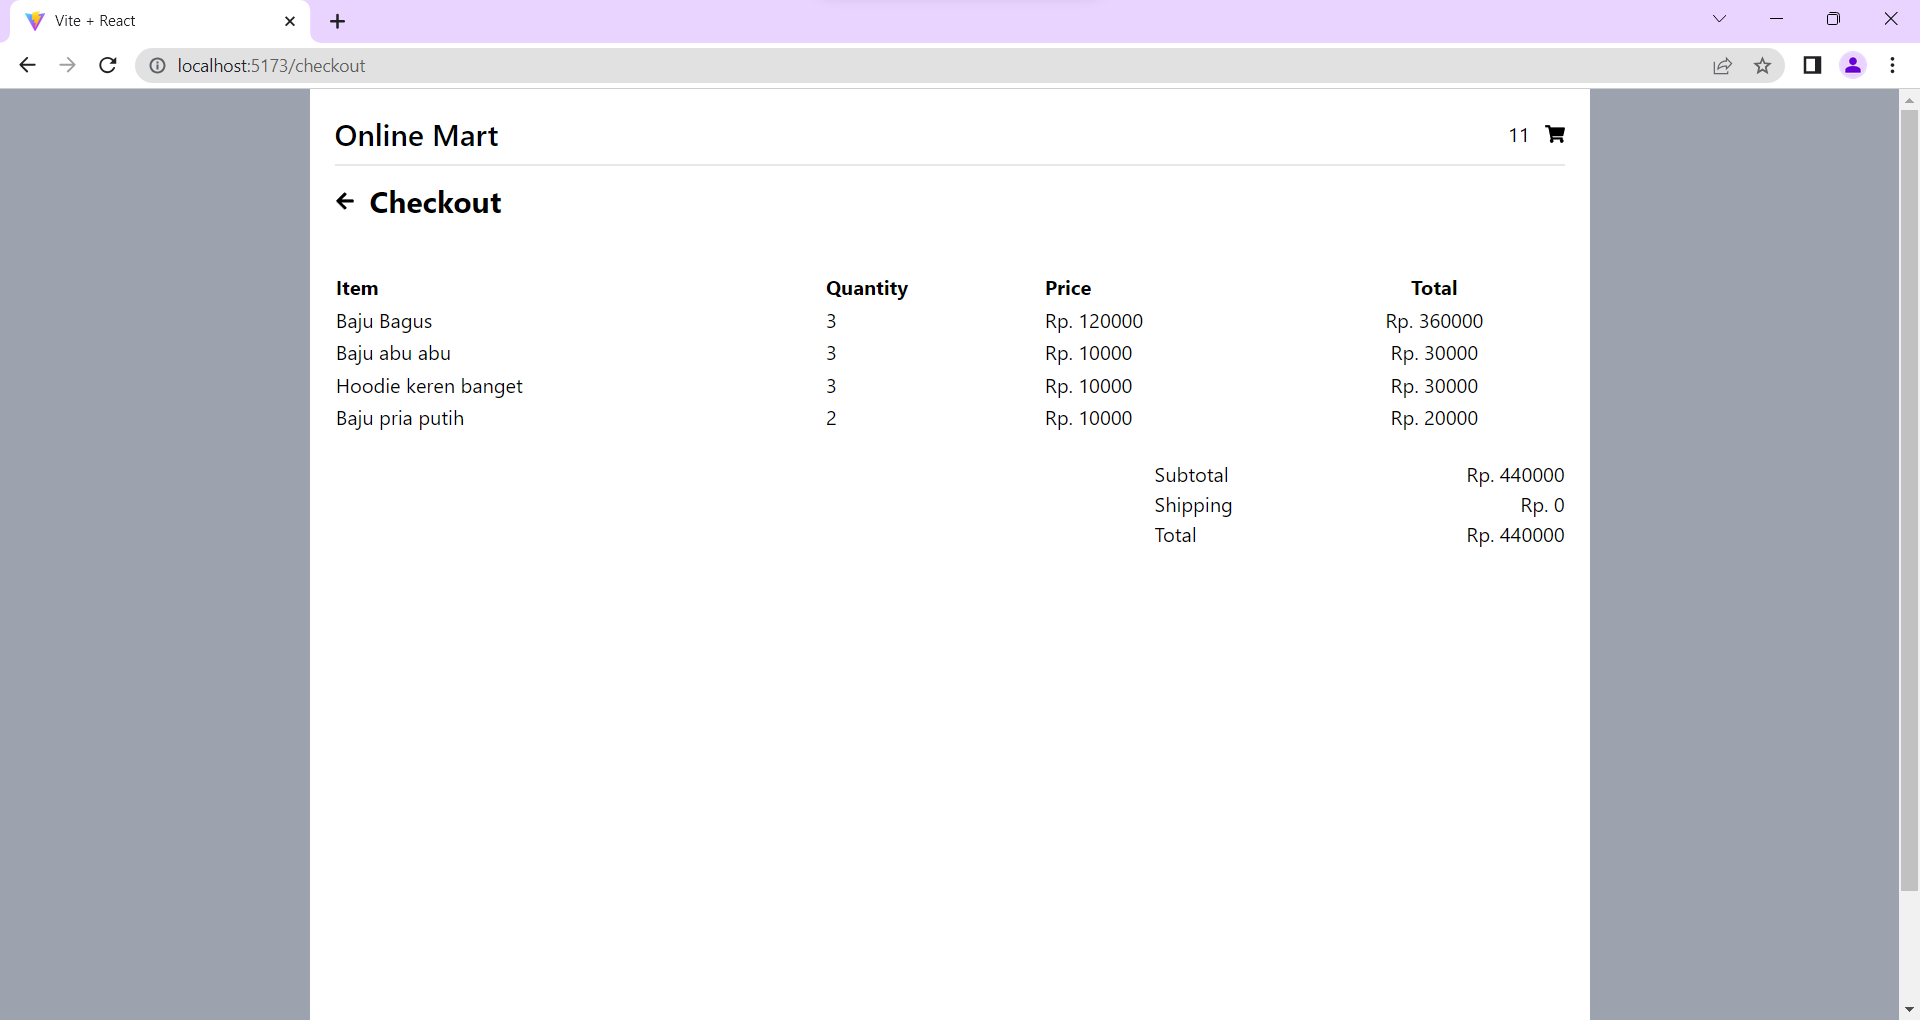 Vite + React
localhost:5173/checkout
Online Mart 11
Checkout
Item Quantity Price Total
Baju Bagus 3 Rp. 120000 Rp. 360000
Baju abu abu 3 Rp. 10000 Rp. 30000
Hoodie keren banget 3 Rp. 10000 Rp. 30000
Baju pria putih 2 Rp. 10000 Rp. 20000
Subtotal Rp. 440000
Shipping Rp. 0
Total Rp. 440000